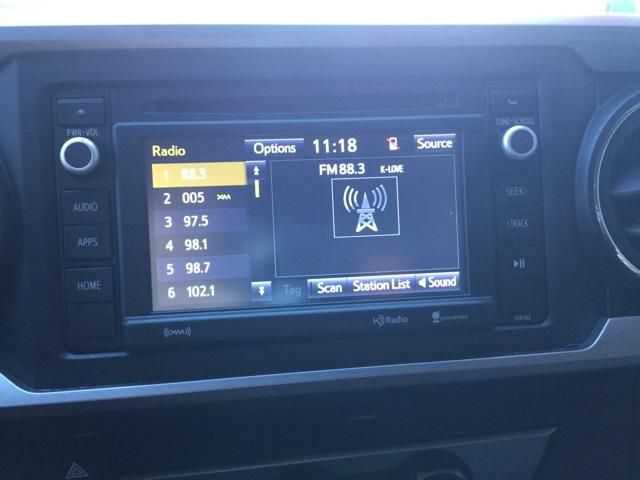 PWR•VOL
TUNE•SCROLL
Radio
Options
11:18
Source
1 88.3
FM 88.3 K-LOVE
2 005 XM
3 97.5
4 98.1
5 98.7
6 102.1
Tag
Scan
Station List
Sound
AUDIO
APPS
HOME
SEEK
TRACK
((XM))
HD Radio